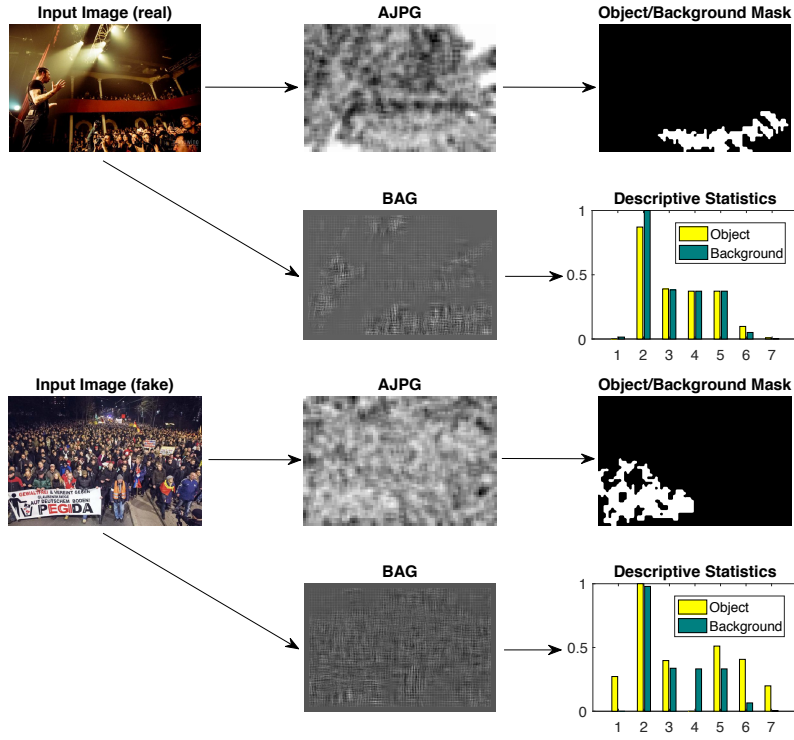 Input Image (real)
AJPG
Object/Background Mask
BAG
Descriptive Statistics
1
0.5
0
Object
Background
1 2 3 4 5 6 7
Input Image (fake)
AJPG
Object/Background Mask
GEWALTFREI & VEREINT GEGEN
AUF DEUTSCHEM BODEN!
PEGIDA
BAG
Descriptive Statistics
1
0.5
0
Object
Background
1 2 3 4 5 6 7